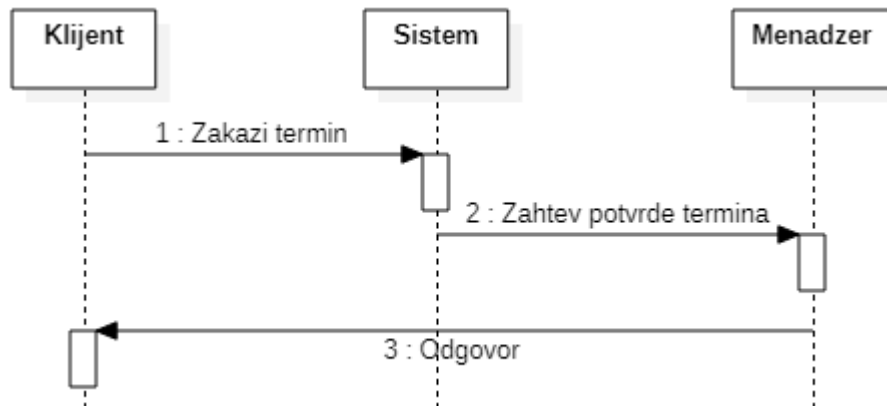 Klijent
Sistem
Menadzer
1 : Zakazi termin
2 : Zahtev potvrde termina
3 : Odgovor